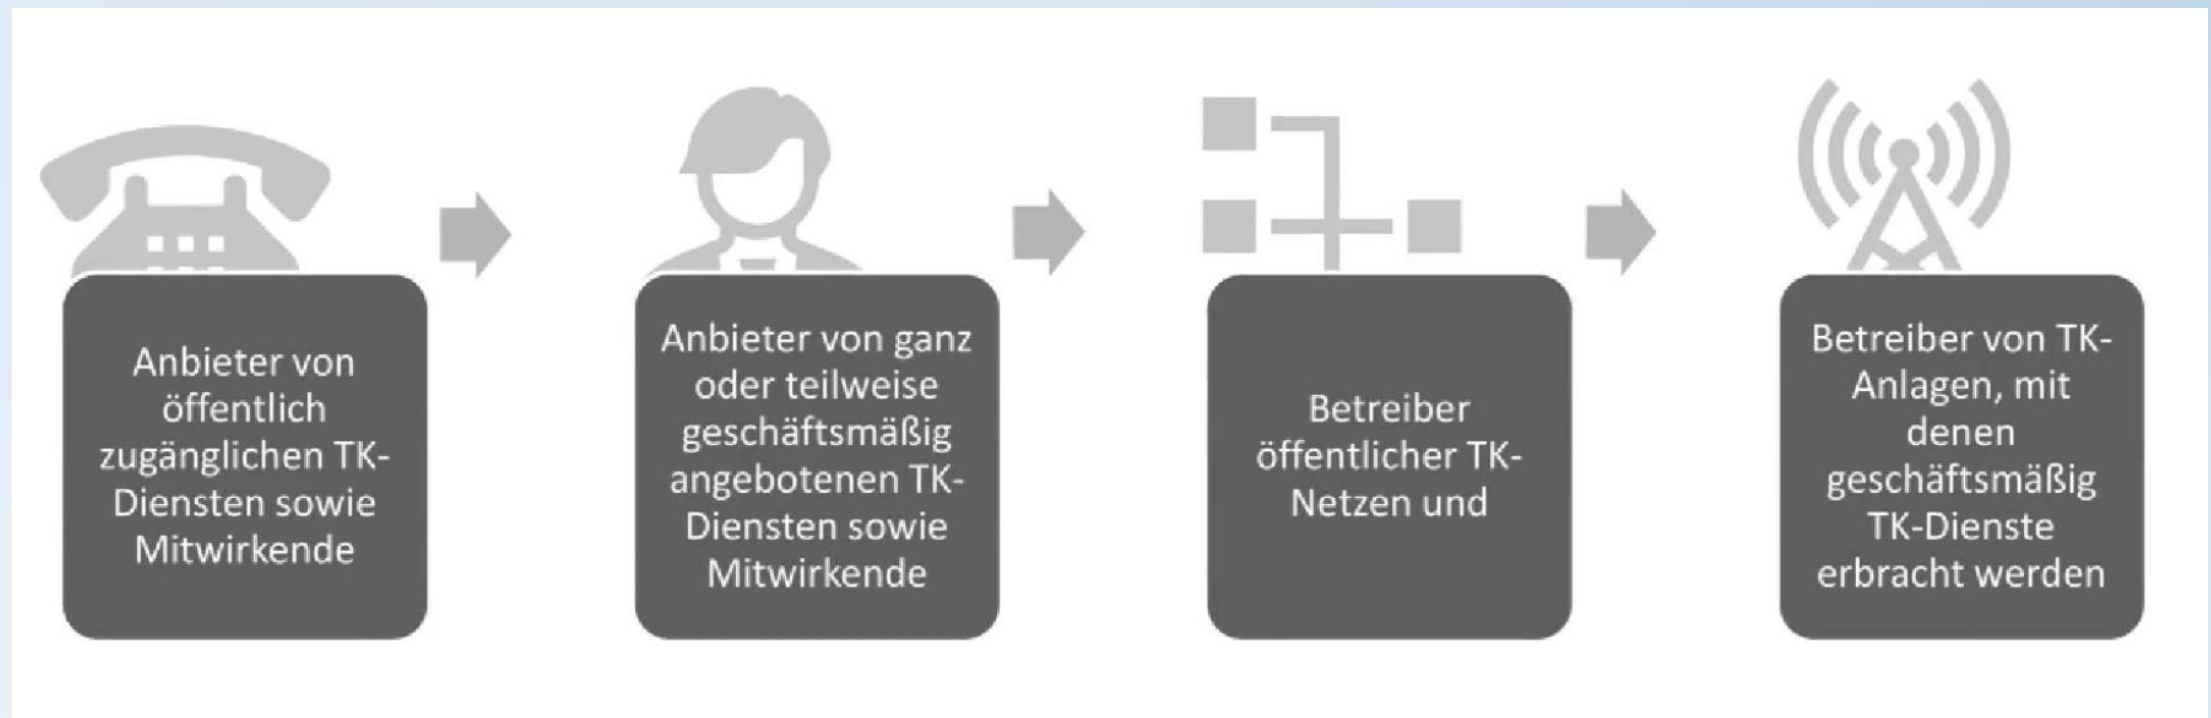 Anbieter von
öffentlich
zugänglichen TK-
Diensten sowie
Mitwirkende
Anbieter von ganz
oder teilweise
geschäftsmäßig
angebotenen TK-
Diensten sowie
Mitwirkende
Betreiber
öffentlicher TK-
Netzen und
Betreiber von TK-
Anlagen, mit
denen
geschäftsmäßig
TK-Dienste
erbracht werden